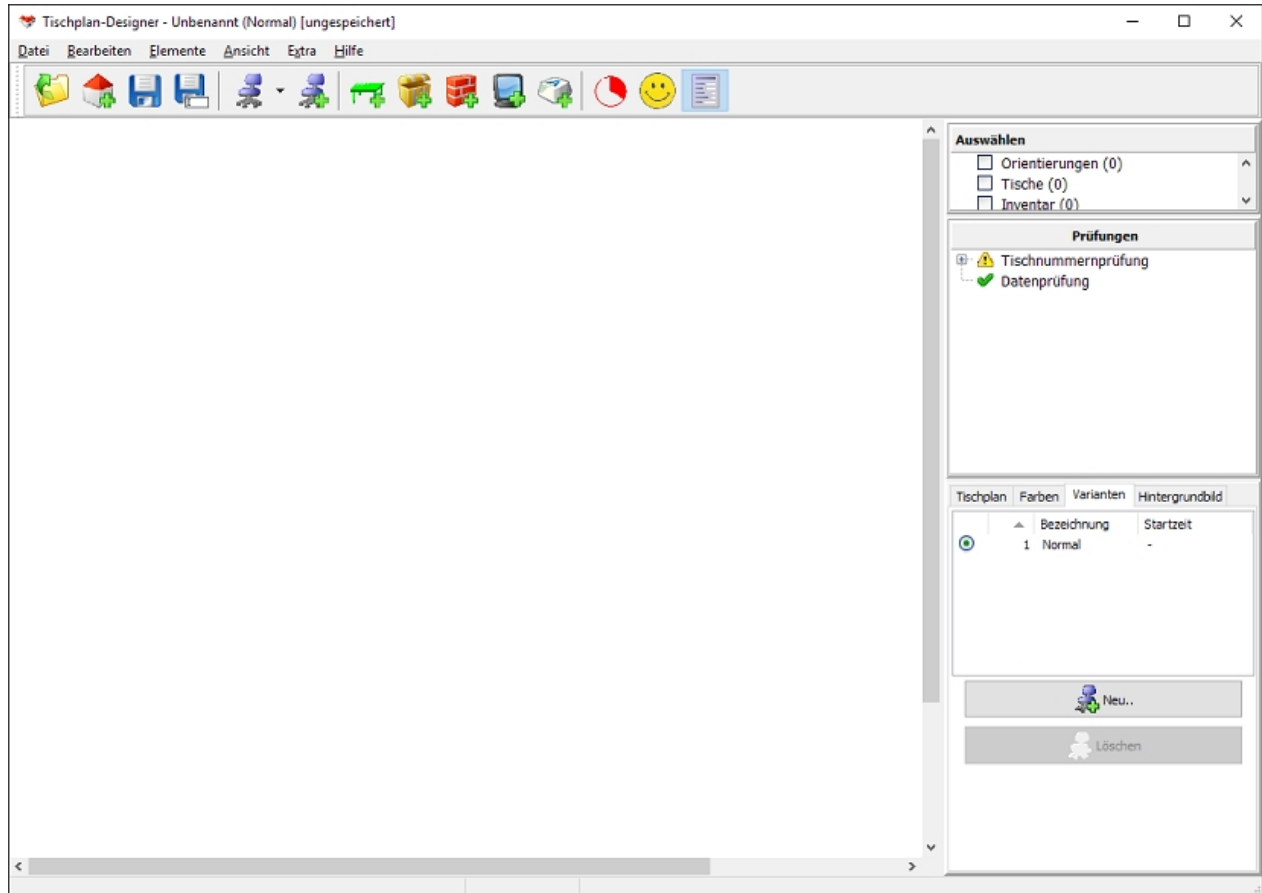 Tischplan-Designer - Unbenannt (Normal) [ungespeichert]
Datei Bearbeiten Elemente Ansicht Extra Hilfe
Auswählen
Orientierungen (0)
Tische (0)
Inventar (0)
Prüfungen
Tischnummernprüfung
Datenprüfung
Tischplan Farben Varianten Hintergrundbild
Bezeichnung Startzeit
1 Normal -
Neu..
Löschen